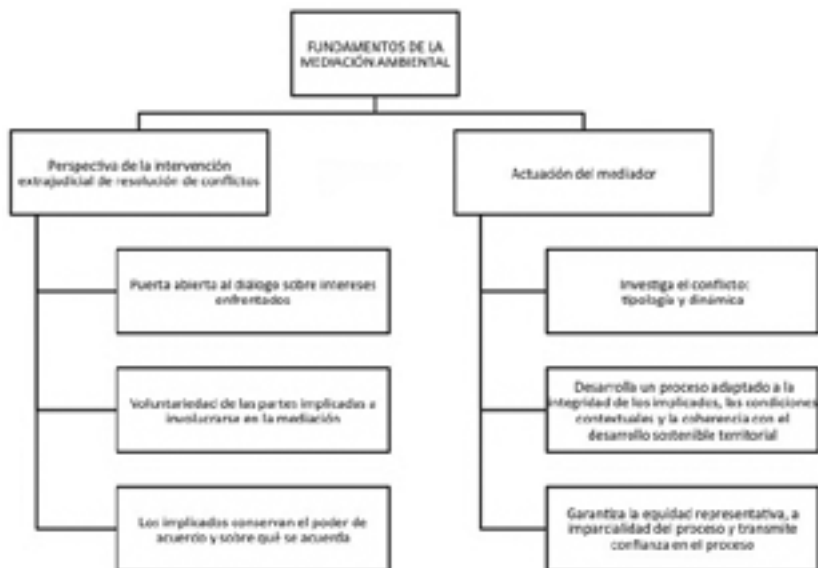 FUNDAMENTOS DE LA
MEDIACIÓN AMBIENTAL
Perspectiva de la intervención
extrajudicial de resolución de conflictos
Actuación del mediador
Puerta abierta al diálogo sobre intereses
enfrentados
Investiga el conflicto:
tipología y dinámica
Voluntariedad de las partes implicadas a
involucrarse en la mediación
Desarrolla un proceso adaptado a la
integridad de los implicados, las condiciones
contextuales y la coherencia con el
desarrollo sostenible territorial
Los implicados conservan el poder de
acuerdo y sobre qué se acuerda
Garantiza la equidad representativa, a
imparcialidad del proceso y transmite
confianza en el proceso